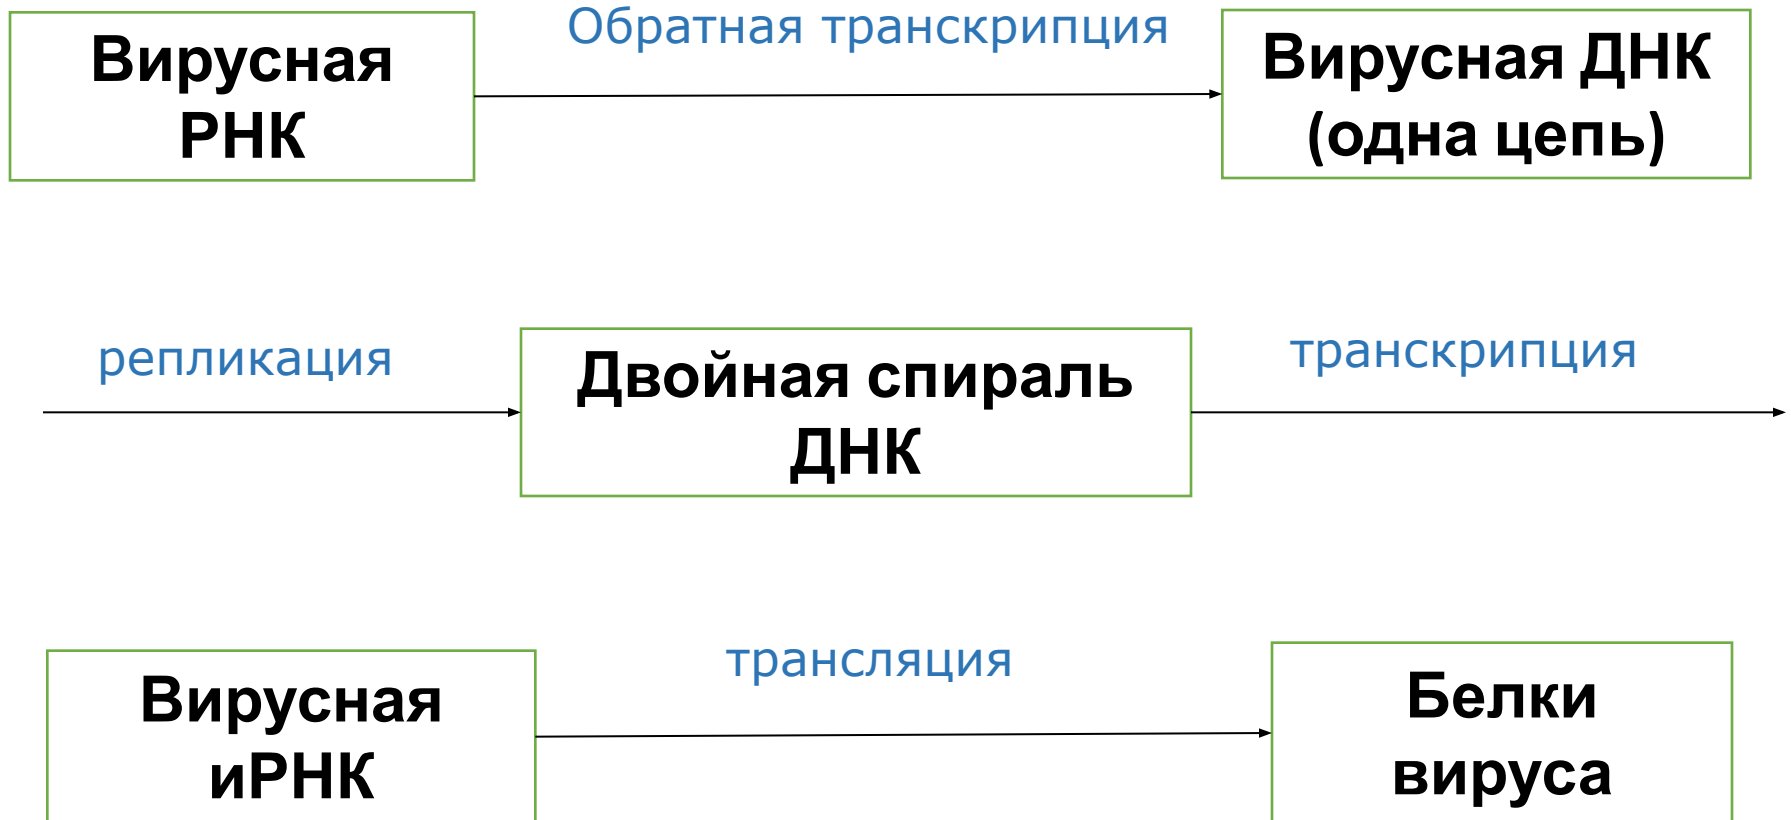 Вирусная
РНК
Обратная транскрипция
Вирусная ДНК
(одна цепь)
репликация
Двойная спираль
ДНК
транскрипция
Вирусная
иРНК
трансляция
Белки
вируса